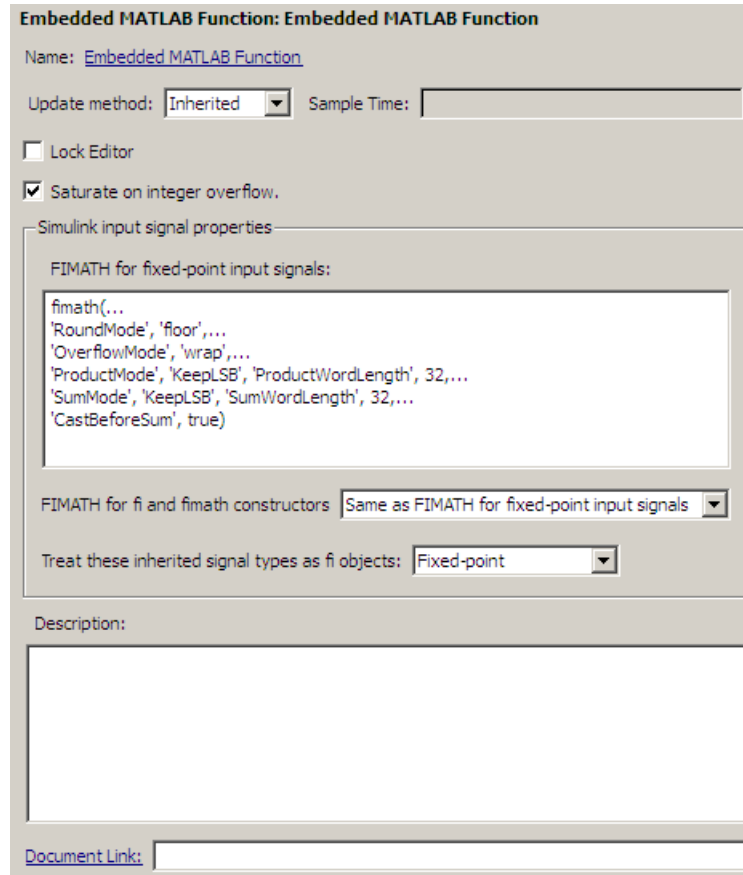 Embedded MATLAB Function: Embedded MATLAB Function
Name: Embedded MATLAB Function
Update method: Inherited Sample Time:
Lock Editor
Saturate on integer overflow.
Simulink input signal properties
FIMATH for fixed-point input signals:
fimath(...
'RoundMode', 'floor',...
'OverflowMode', 'wrap',...
'ProductMode', 'KeepLSB', 'ProductWordLength', 32,...
'SumMode', 'KeepLSB', 'SumWordLength', 32,...
'CastBeforeSum', true)
FIMATH for fi and fimath constructors Same as FIMATH for fixed-point input signals
Treat these inherited signal types as fi objects: Fixed-point
Description:
Document Link: